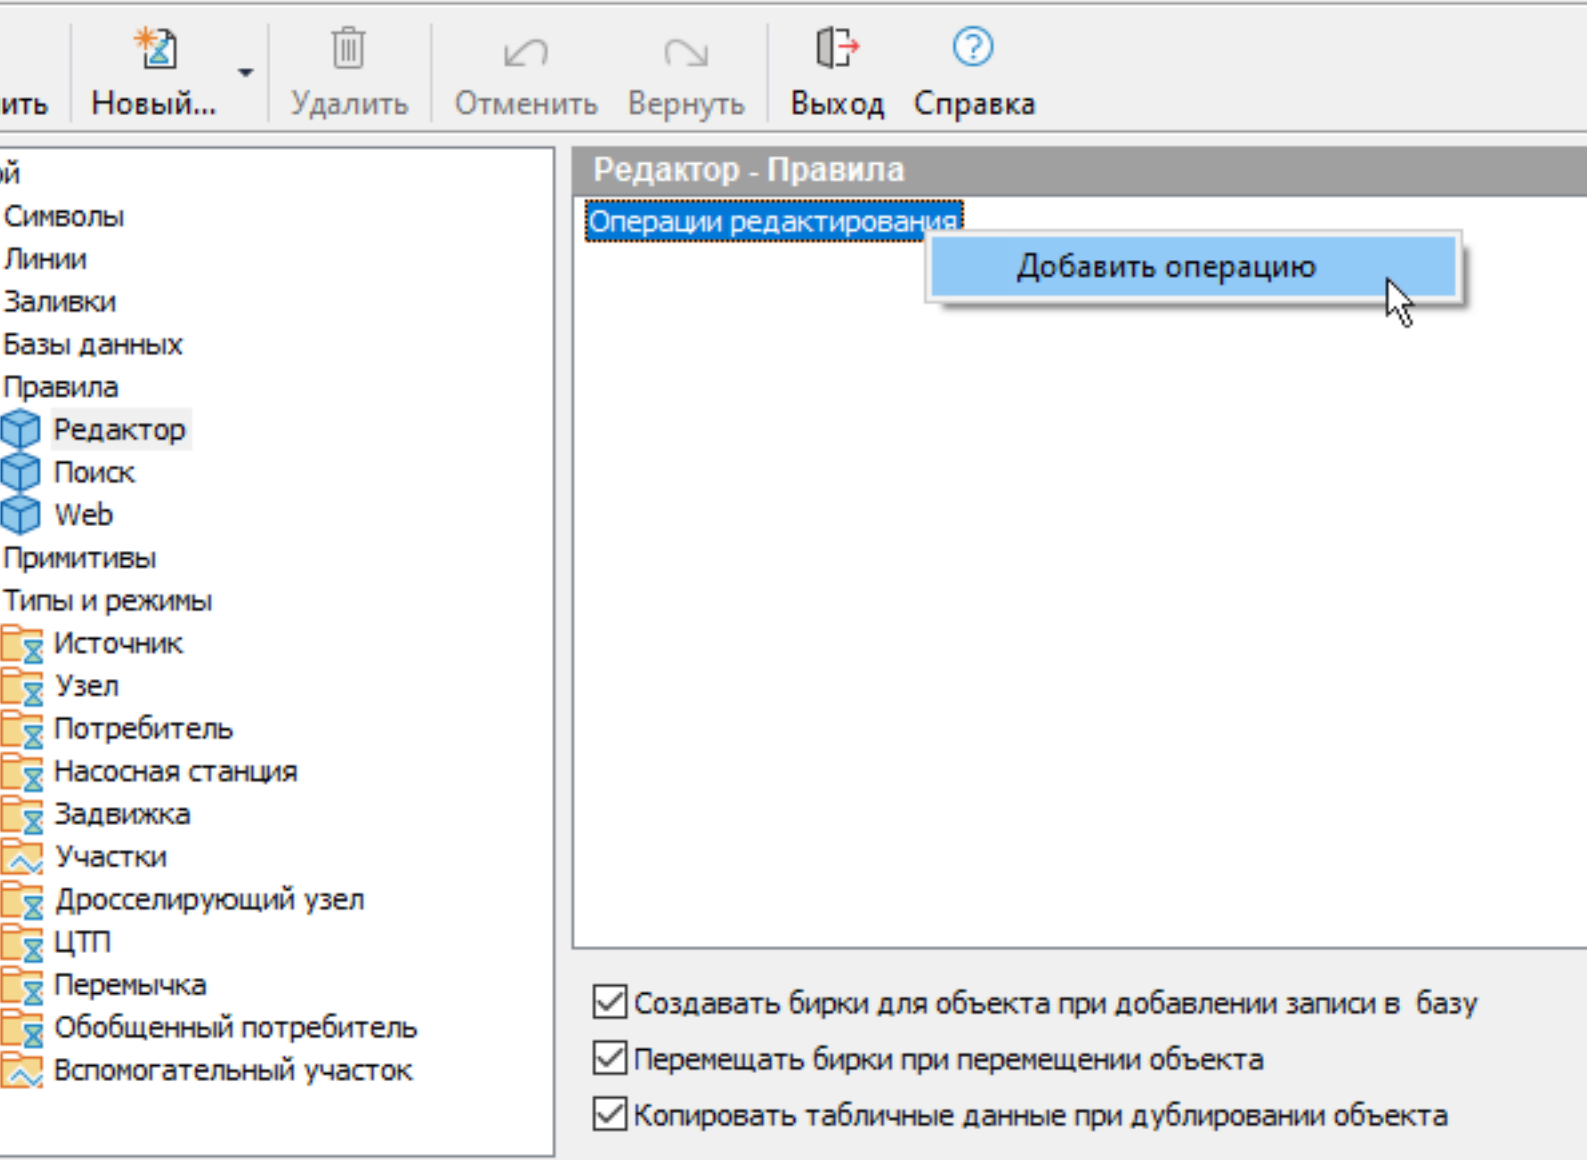 ить Новый... Удалить Отменить Вернуть Выход Справка
ой
Символы
Линии
Заливки
Базы данных
Правила
Редактор
Поиск
Web
Примитивы
Типы и режимы
Источник
Узел
Потребитель
Насосная станция
Задвижка
Участки
Дросселирующий узел
ЦТП
Перемычка
Обобщенный потребитель
Вспомогательный участок
Редактор - Правила
Операции редактирования
Добавить операцию
Создавать бирки для объекта при добавлении записи в базу
Перемещать бирки при перемещении объекта
Копировать табличные данные при дублировании объекта